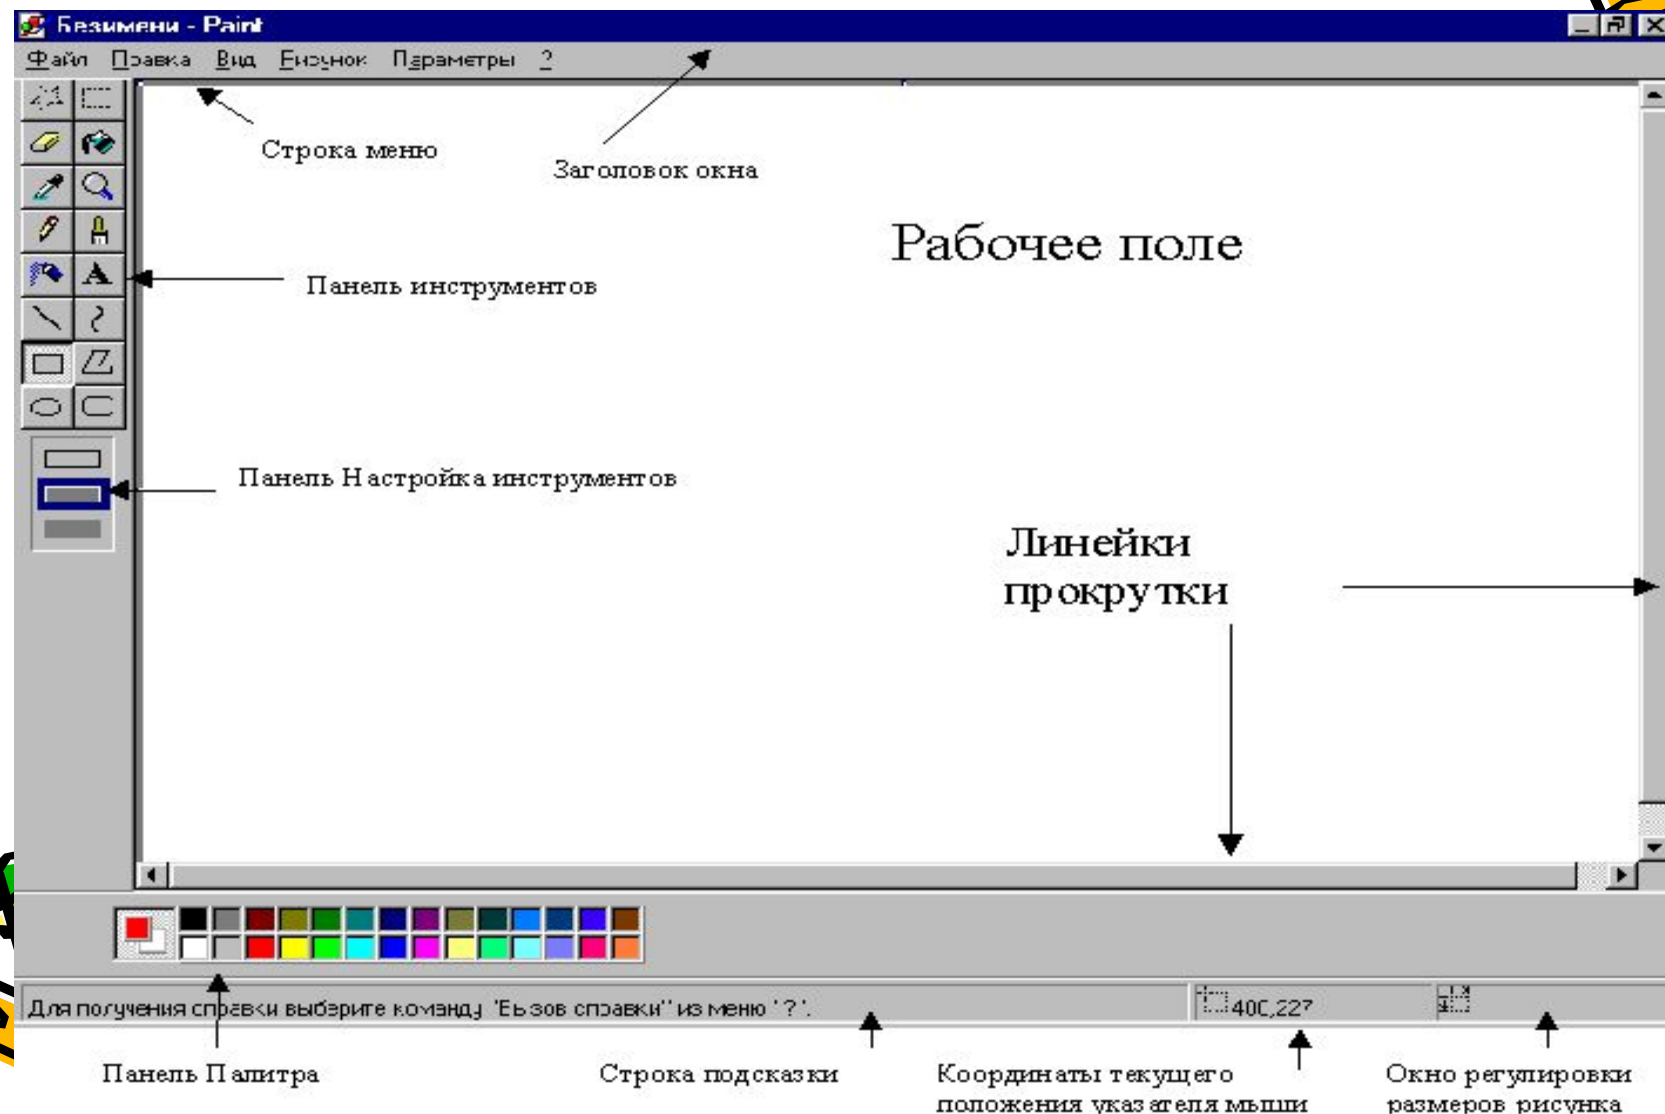 Безимени - Paint
Файл Правка Вид Рисунок Параметры ?
Строка меню
Заголовок окна
Рабочее поле
Панель инструментов
Панель Настройка инструментов
Линейки
прокрутки
Для получения справки выберите команду "Вызов справки" из меню "?".
400,227
Панель Палитра
Строка подсказки
Координаты текущего
положения указателя мыши
Окно регулировки
размеров рисунка